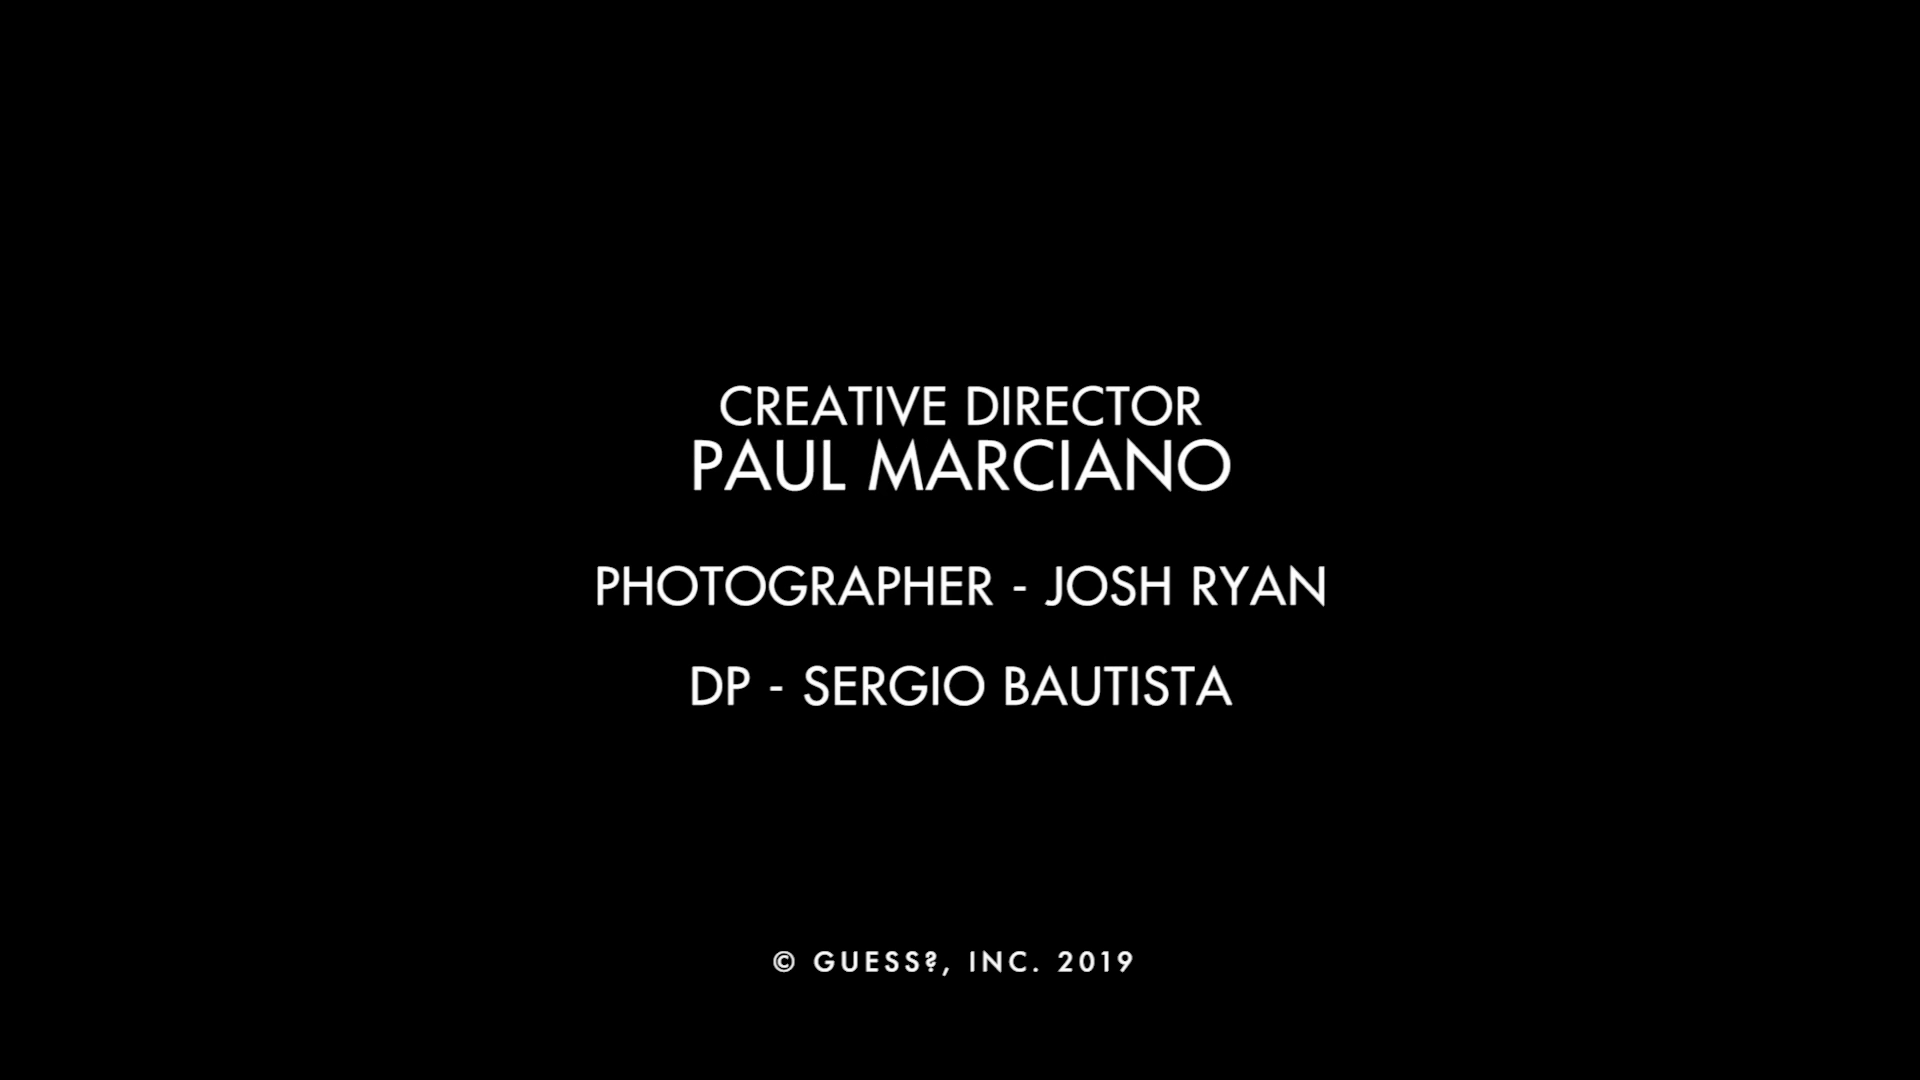 CREATIVE DIRECTOR
PAUL MARCIANO
PHOTOGRAPHER - JOSH RYAN
DP - SERGIO BAUTISTA
© GUESS?, INC. 2019